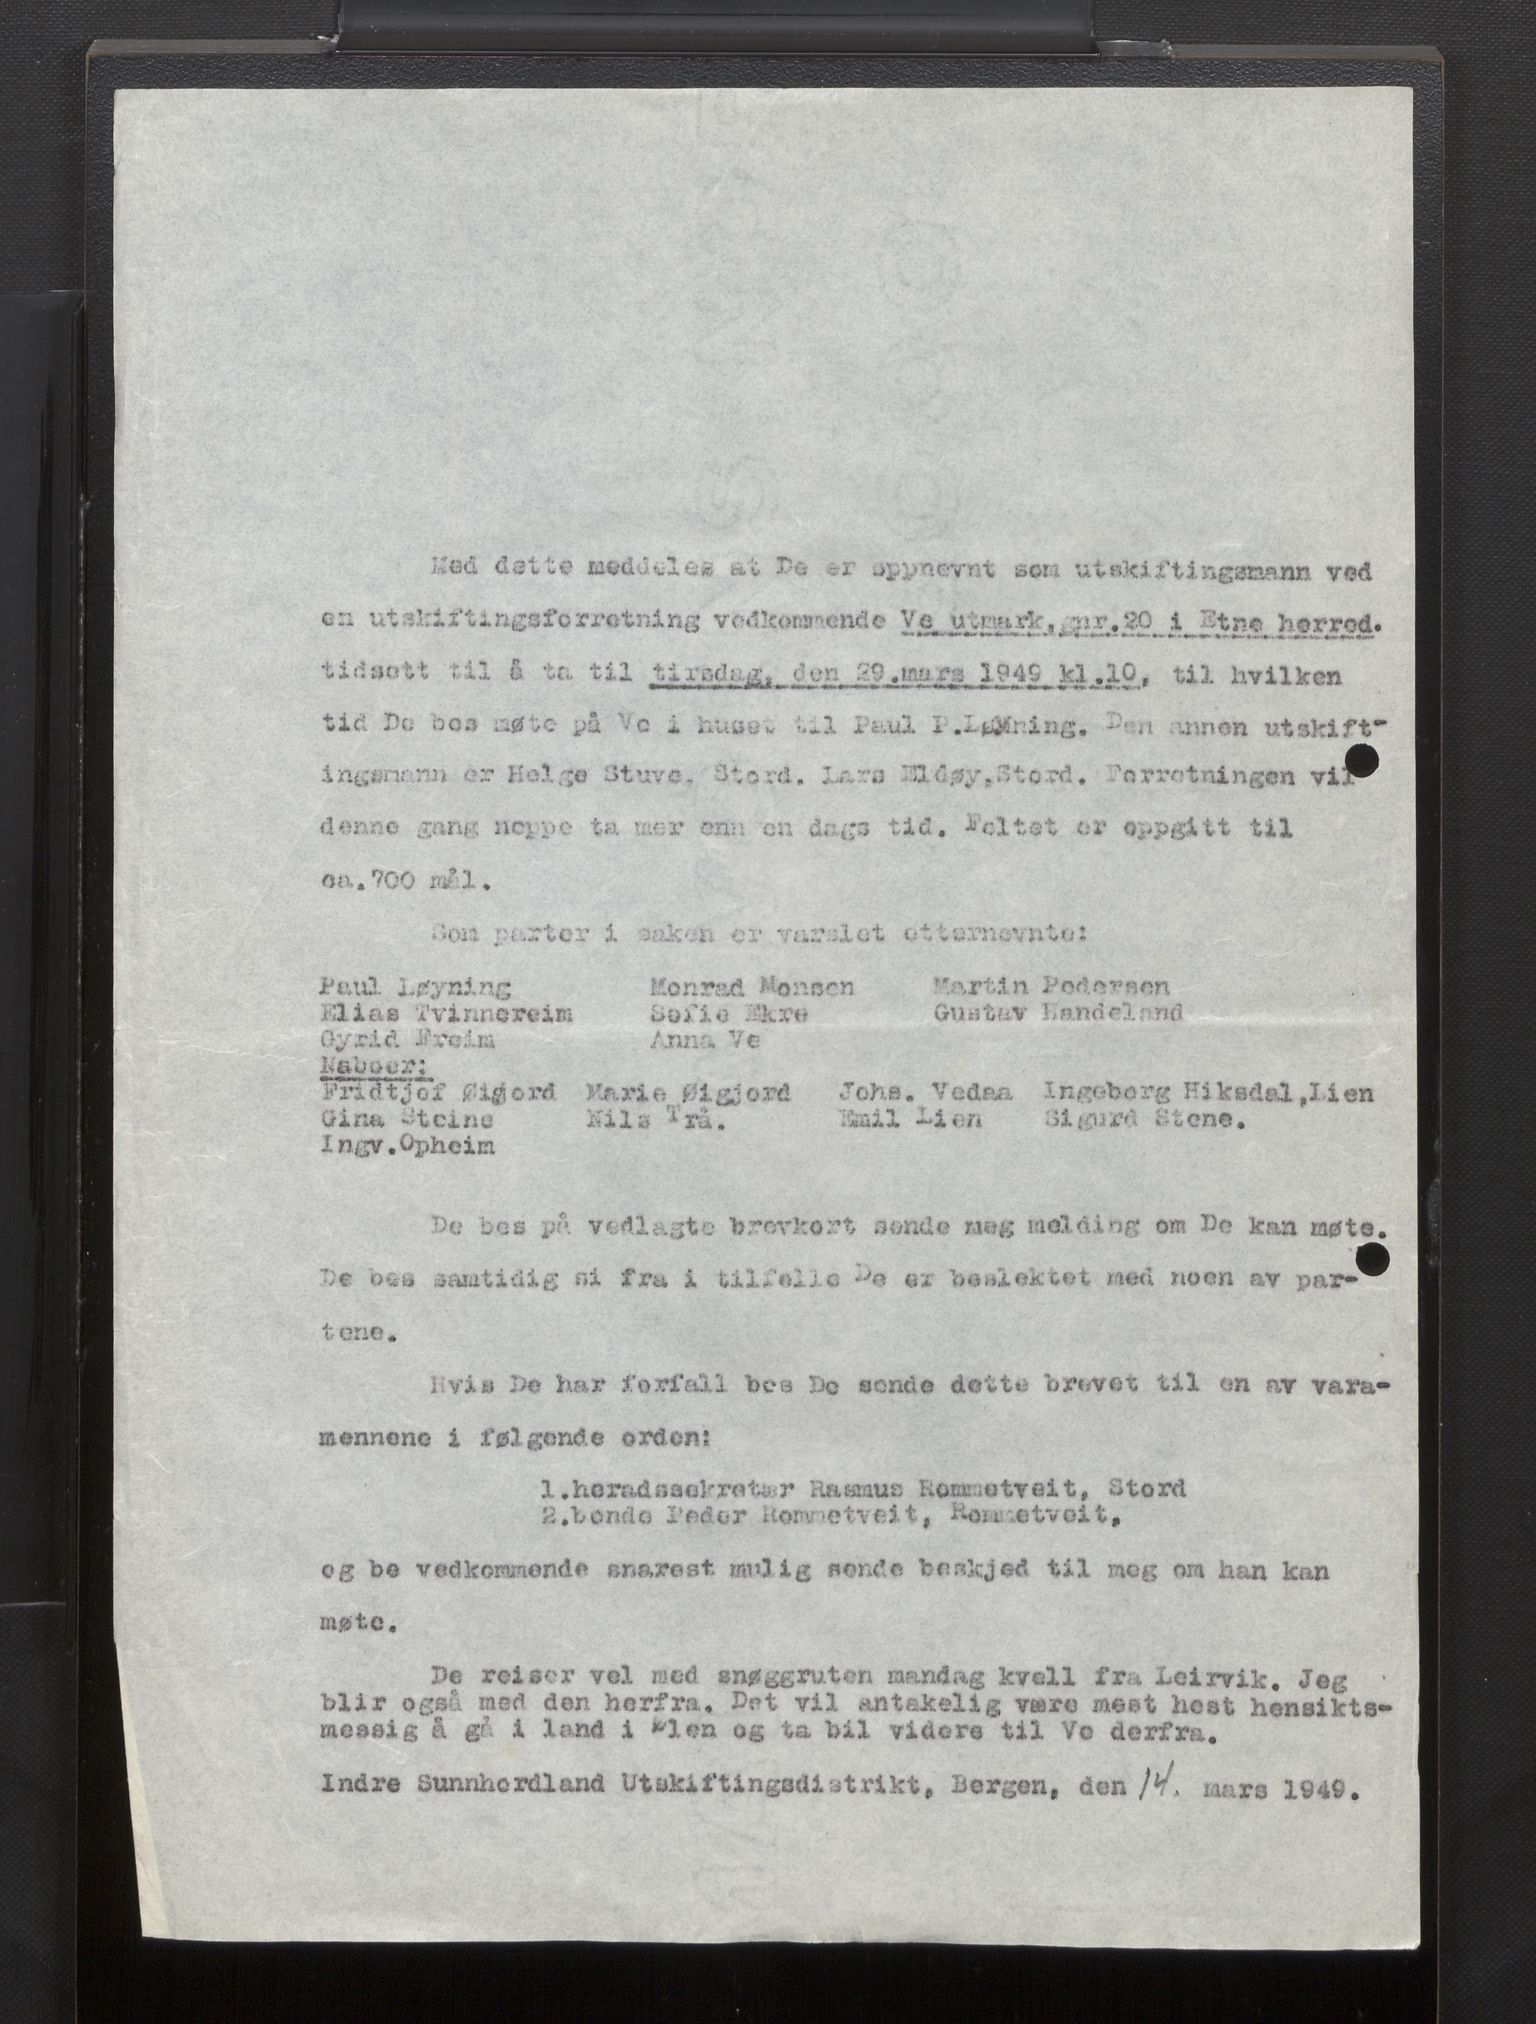 Med dette meddeles at De er oppnevnt som utskiftingsmann ved
en utskiftingsforretning vedkommende Ve utmark,gnr.20 i Etne herred.
tidsett til å ta til tirsdag, den 29.mars 1949 kl.10, til hvilken
tid De bes møte på Ve i huset til Paul P.Løyning. Den annen utskift-
ingsmann er Helge Stuve, Stord. Lars Eldøy,Stord. Forretningen vil
denne gang neppe ta mer enn en dags tid. Feltet er oppgitt til
ca.700 mål.
Som parter i saken er varslet etternevnte:
Paul Løyning Monrad Monsen Martin Pedersen
Elias Tvinnereim Sofie Ekre Gustav Handeland
Gyrid Freim Anna Ve
Naboer:
Fridtjof Øigjord Marie Øigjord Johs. Vedaa Ingeborg Hiksdal,Lien
Gina Steine Nils Trå. Emil Lien Sigurd Stene.
Ingv.Opheim
De bes på vedlagte brevkort sende meg melding om De kan møte.
De bes samtidig si fra i tilfelle De er beslektet med noen av par-
tene.
Hvis De har forfall bes De sende dette brevet til en av vara-
mennene i følgende orden:
1.heradssekretær Rasmus Rommetveit, Stord
2.bonde Peder Rommetveit, Rommetveit,
og be vedkommende snarest mulig sende beskjed til meg om han kan
møte.
De reiser vel med snøggruten mandag kvell fra Leirvik. Jeg
blir også med den herfra. Det vil antakelig være mest hest hensikts-
messig å gå i land i Ølen og ta bil videre til Ve derfra.
Indre Sunnhordland Utskiftingsdistrikt, Bergen, den 14. mars 1949.